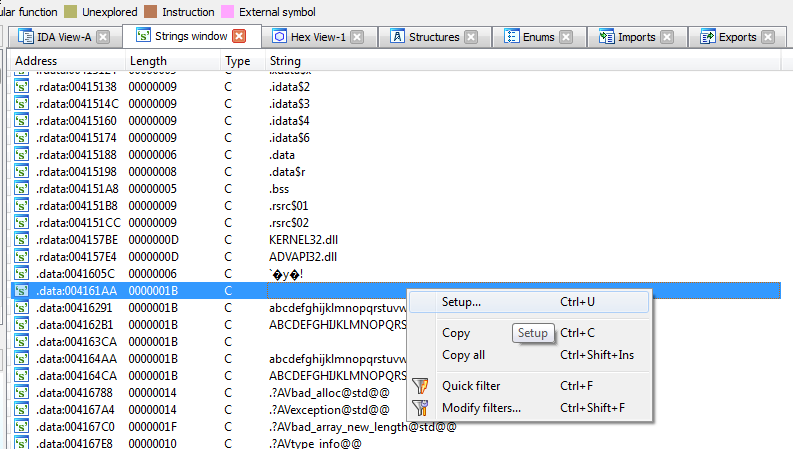 ular function Unexplored Instruction External symbol
IDA View-A Strings window Hex View-1 Structures Enums Imports Exports
Address Length Type String
.rdata:00415138 00000009 C .idata$2
.rdata:0041514C 00000009 C .idata$3
.rdata:00415160 00000009 C .idata$4
.rdata:00415174 00000009 C .idata$6
.rdata:00415188 00000006 C .data
.rdata:00415198 00000008 C .data$r
.rdata:004151A8 00000005 C .bss
.rdata:004151B8 00000009 C .rsrc$01
.rdata:004151CC 00000009 C .rsrc$02
.rdata:004157BE 0000000D C KERNEL32.dll
.rdata:004157E4 0000000D C ADVAPI32.dll
.data:0041605C 00000006 C `�y�!
.data:004161AA 0000001B C
.data:00416291 0000001B C abcdefghijklmnopqrstuvw
.data:004162B1 0000001B C ABCDEFGHIJKLMNOPQRS
.data:004163CA 0000001B C
.data:004164AA 0000001B C abcdefghijklmnopqrstuvw
.data:004164CA 0000001B C ABCDEFGHIJKLMNOPQRS
.data:00416788 00000014 C .?AVbad_alloc@std@@
.data:004167A4 00000014 C .?AVexception@std@@
.data:004167C0 0000001F C .?AVbad_array_new_length@std@@
.data:004167E8 00000010 C .?AVtype_info@@
Setup... Ctrl+U
Copy Setup Ctrl+C
Copy all Ctrl+Shift+Ins
Quick filter Ctrl+F
Modify filters... Ctrl+Shift+F